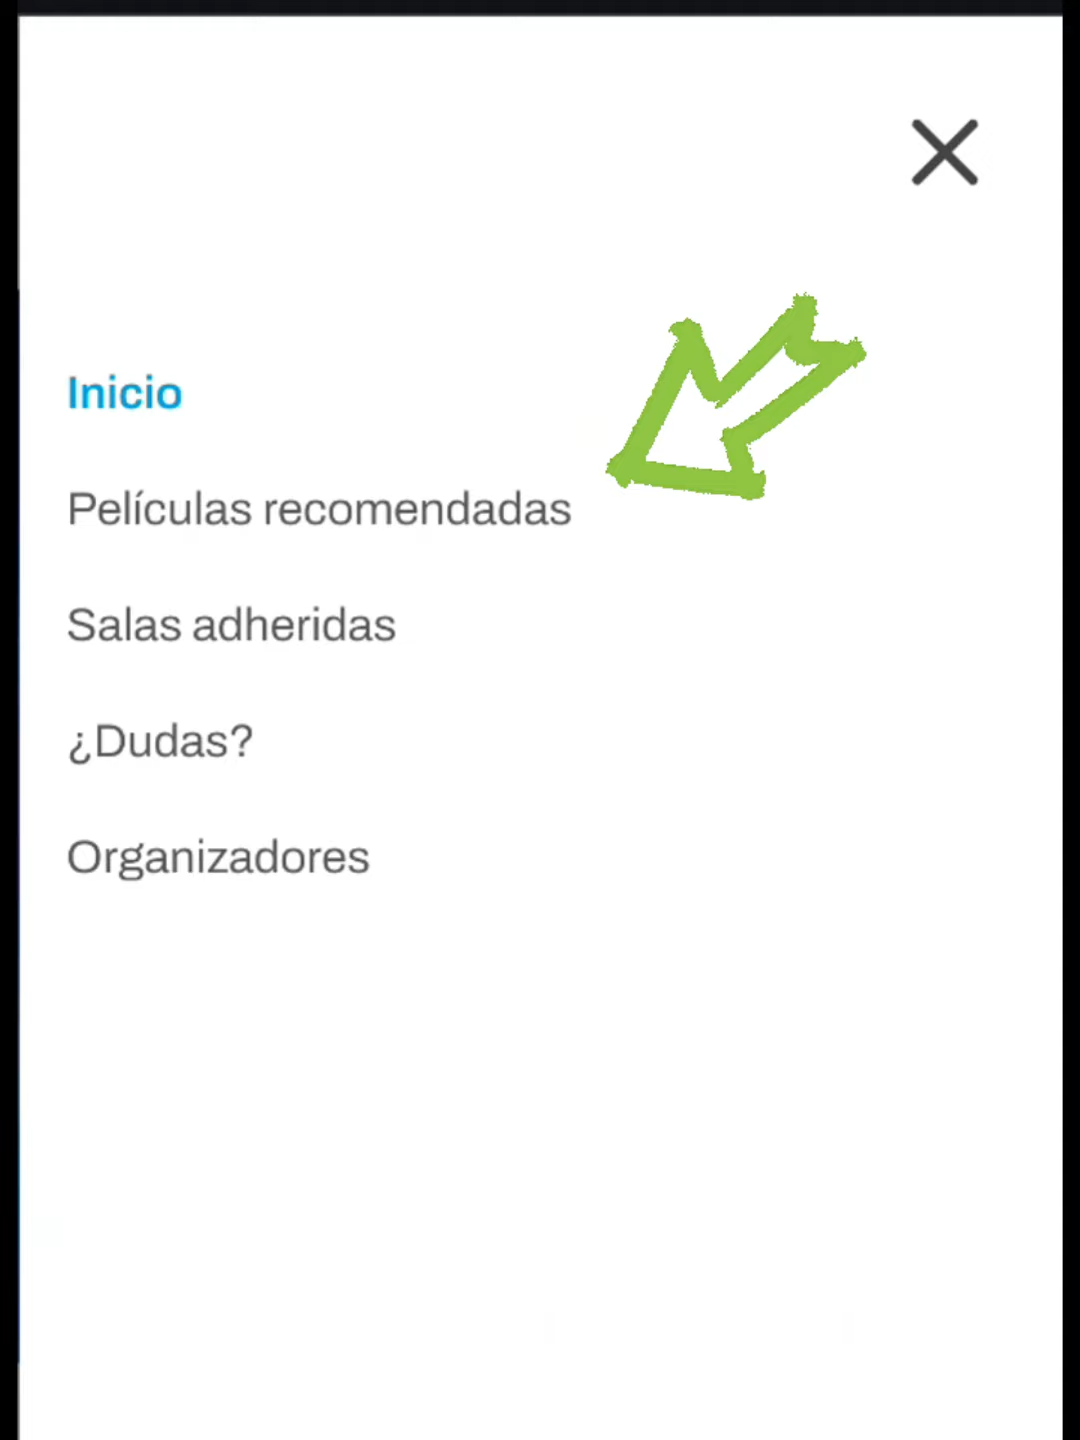 Inicio
Películas recomendadas
Salas adheridas
¿Dudas?
Organizadores